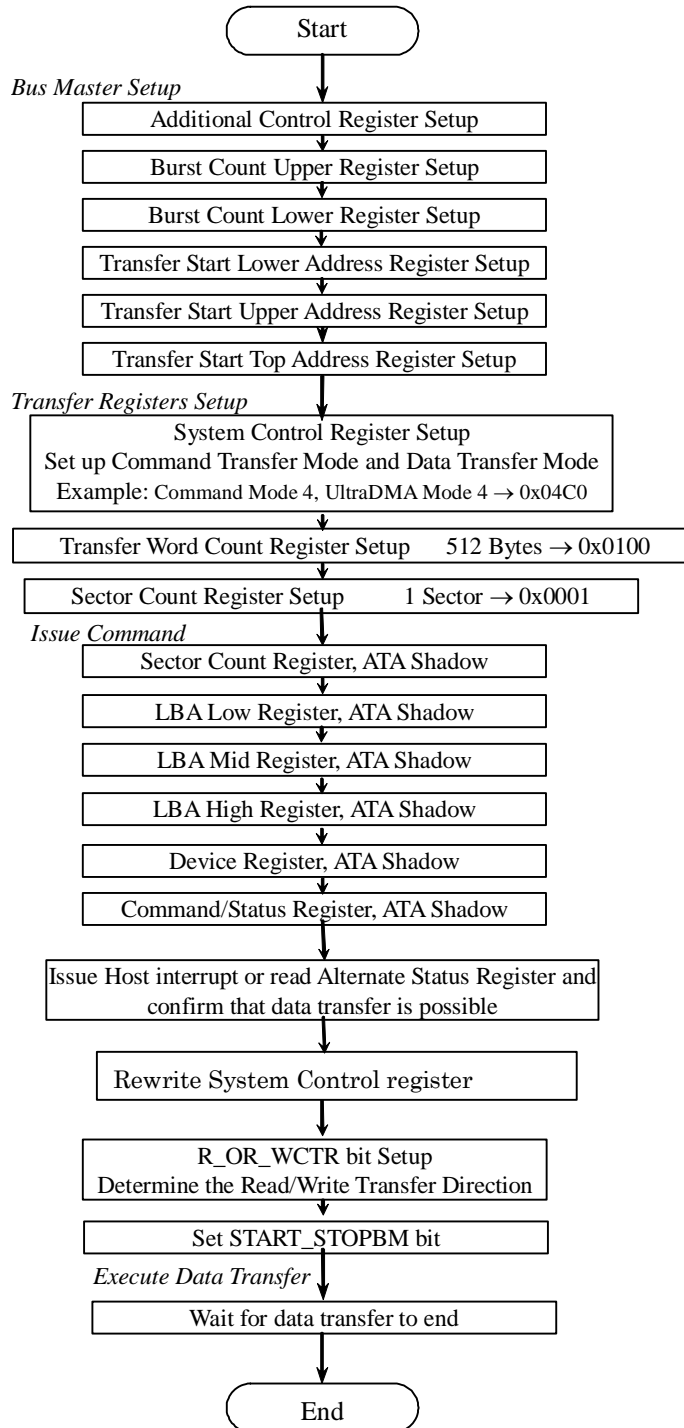 Start
Bus Master Setup
Additional Control Register Setup
Burst Count Upper Register Setup
Burst Count Lower Register Setup
Transfer Start Lower Address Register Setup
Transfer Start Upper Address Register Setup
Transfer Start Top Address Register Setup
Transfer Registers Setup
System Control Register Setup
Set up Command Transfer Mode and Data Transfer Mode
Example: Command Mode 4, UltraDMA Mode 4 → 0x04C0
Transfer Word Count Register Setup 512 Bytes → 0x0100
Sector Count Register Setup 1 Sector → 0x0001
Issue Command
Sector Count Register, ATA Shadow
LBA Low Register, ATA Shadow
LBA Mid Register, ATA Shadow
LBA High Register, ATA Shadow
Device Register, ATA Shadow
Command/Status Register, ATA Shadow
Issue Host interrupt or read Alternate Status Register and
confirm that data transfer is possible
Rewrite System Control register
R_OR_WCTR bit Setup
Determine the Read/Write Transfer Direction
Set START_STOPBM bit
Execute Data Transfer
Wait for data transfer to end
End